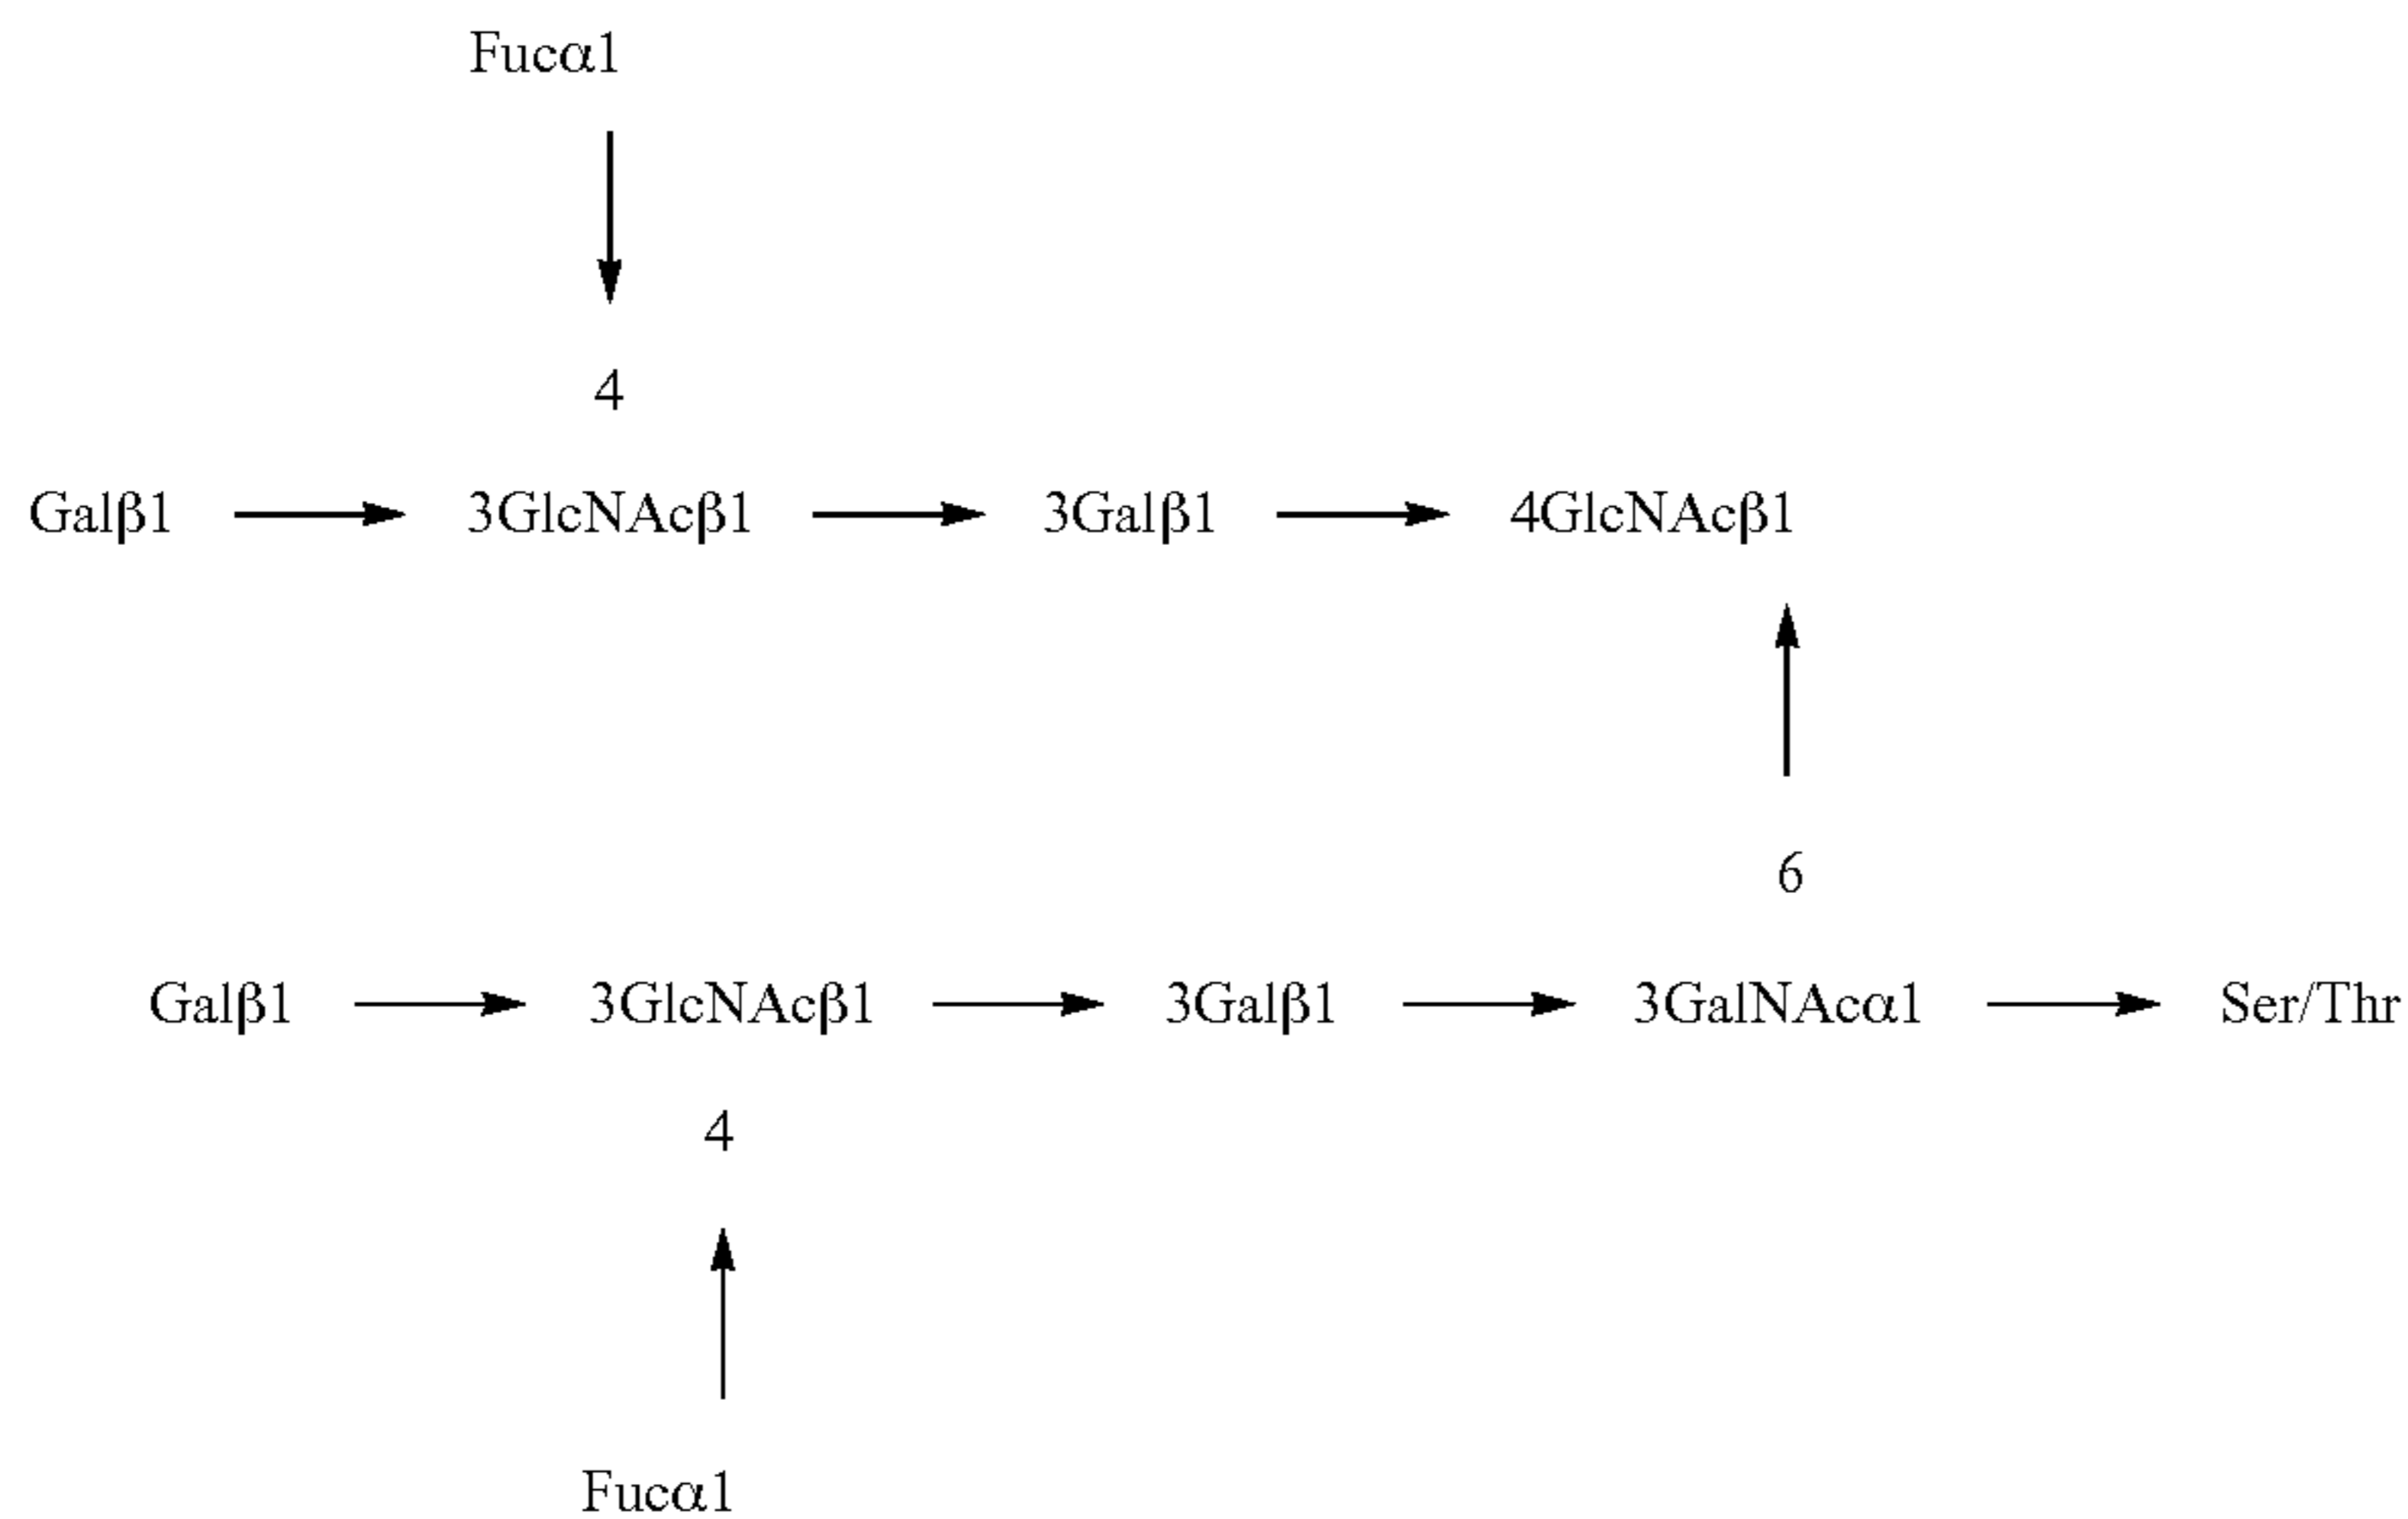 Fucα1
4
Galβ1 3GlcNAcβ1 3Galβ1 4GlcNAcβ1
6
Galβ1 3GlcNAcβ1 3Galβ1 3GalNAcα1 Ser/Thr
4
Fucα1